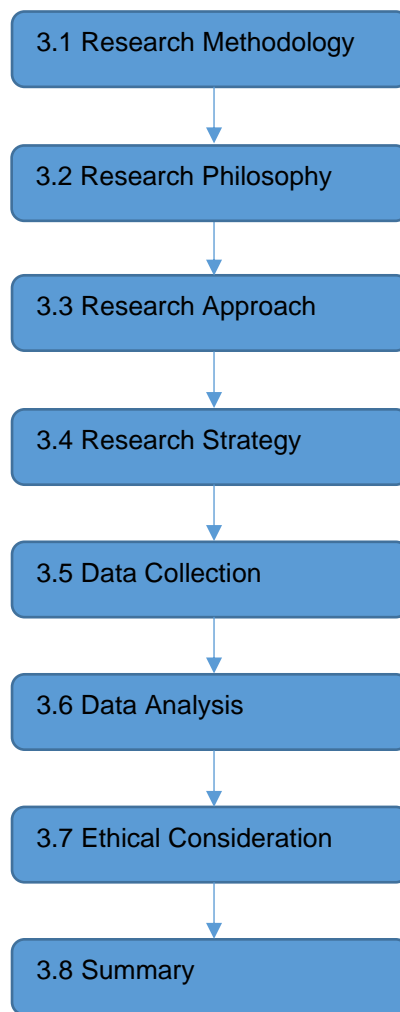 3.1 Research Methodology
3.2 Research Philosophy
3.3 Research Approach
3.4 Research Strategy
3.5 Data Collection
3.6 Data Analysis
3.7 Ethical Consideration
3.8 Summary